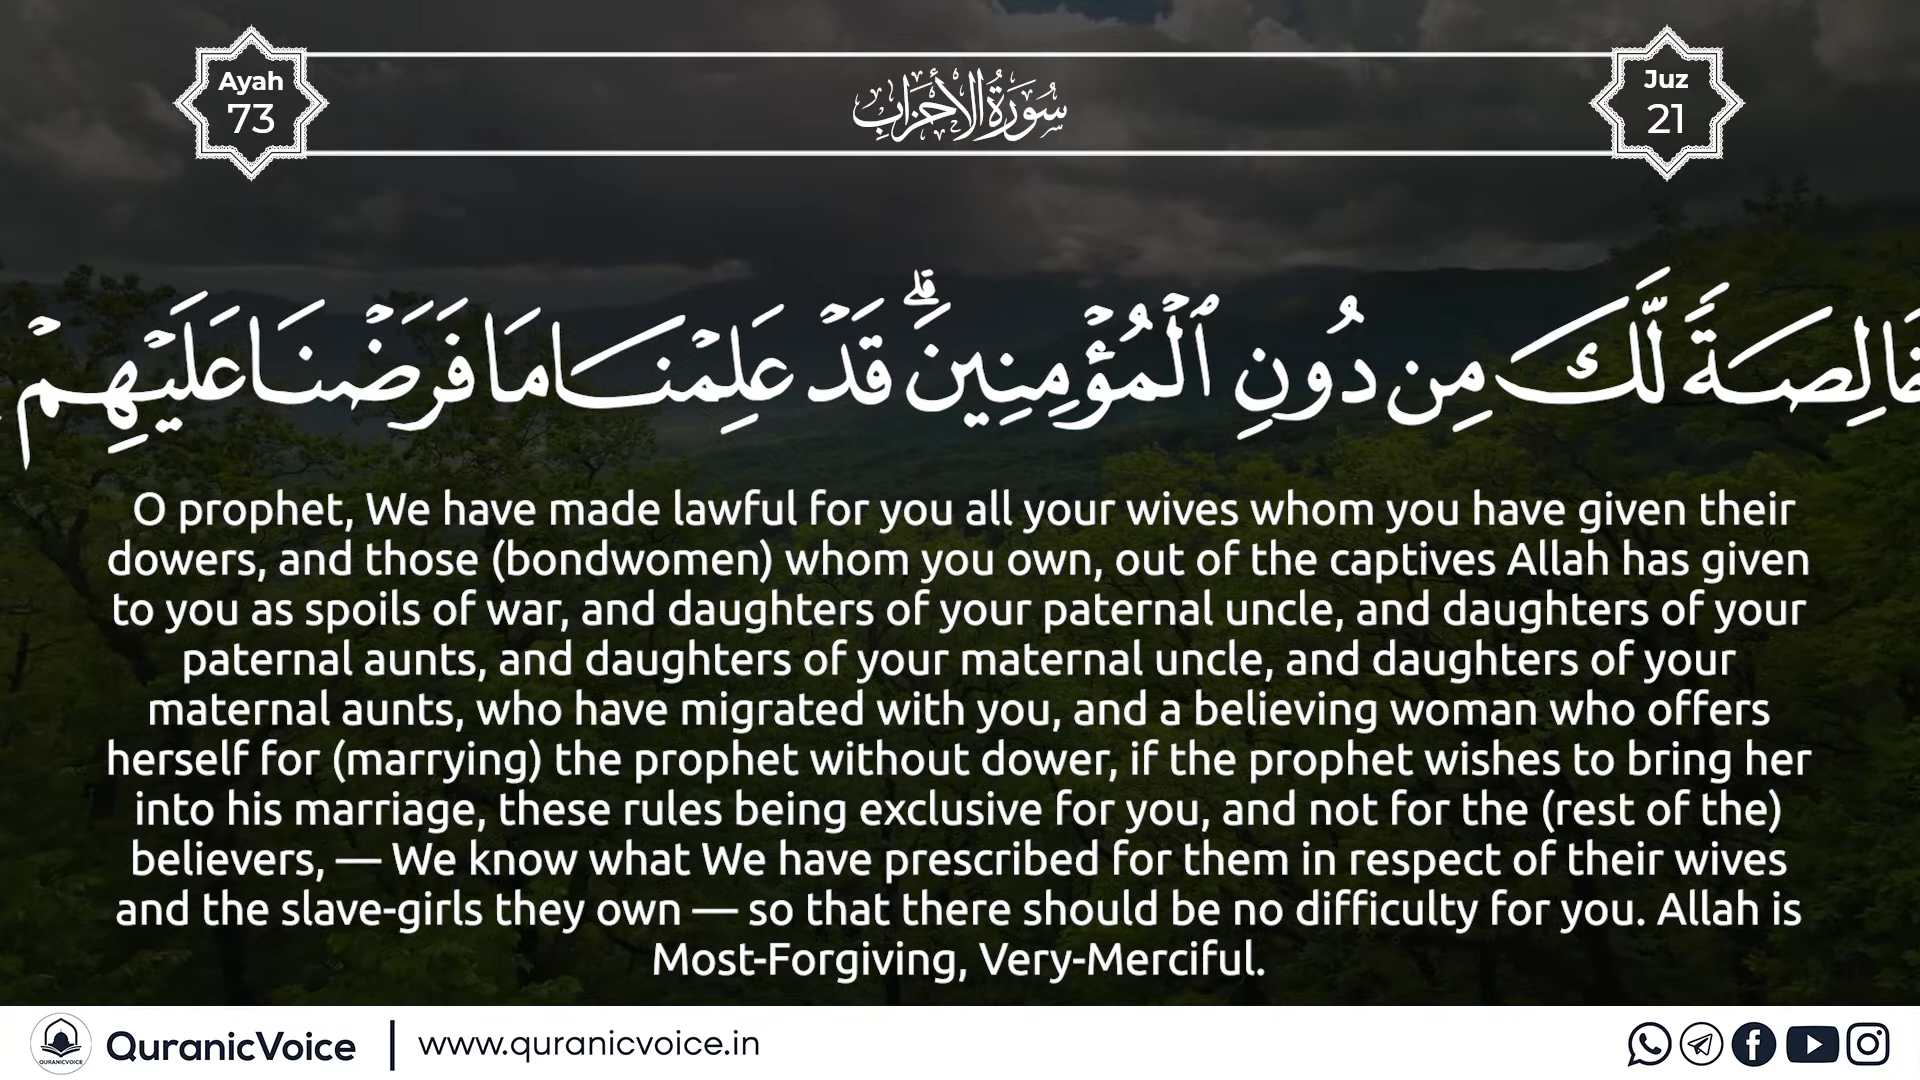 Ayah
73
سُورَةُ الأَحْزَابِ
Juz
21
خَالِصَةً لَّكَ مِن دُونِ ٱلْمُؤْمِنِينَ ۗ قَدْ عَلِمْنَا مَا فَرَضْنَا عَلَيْهِمْ
O prophet, We have made lawful for you all your wives whom you have given their
dowers, and those (bondwomen) whom you own, out of the captives Allah has given
to you as spoils of war, and daughters of your paternal uncle, and daughters of your
paternal aunts, and daughters of your maternal uncle, and daughters of your
maternal aunts, who have migrated with you, and a believing woman who offers
herself for (marrying) the prophet without dower, if the prophet wishes to bring her
into his marriage, these rules being exclusive for you, and not for the (rest of the)
believers, — We know what We have prescribed for them in respect of their wives
and the slave-girls they own — so that there should be no difficulty for you. Allah is
Most-Forgiving, Very-Merciful.
QURANICVOICE
QuranicVoice | www.quranicvoice.in